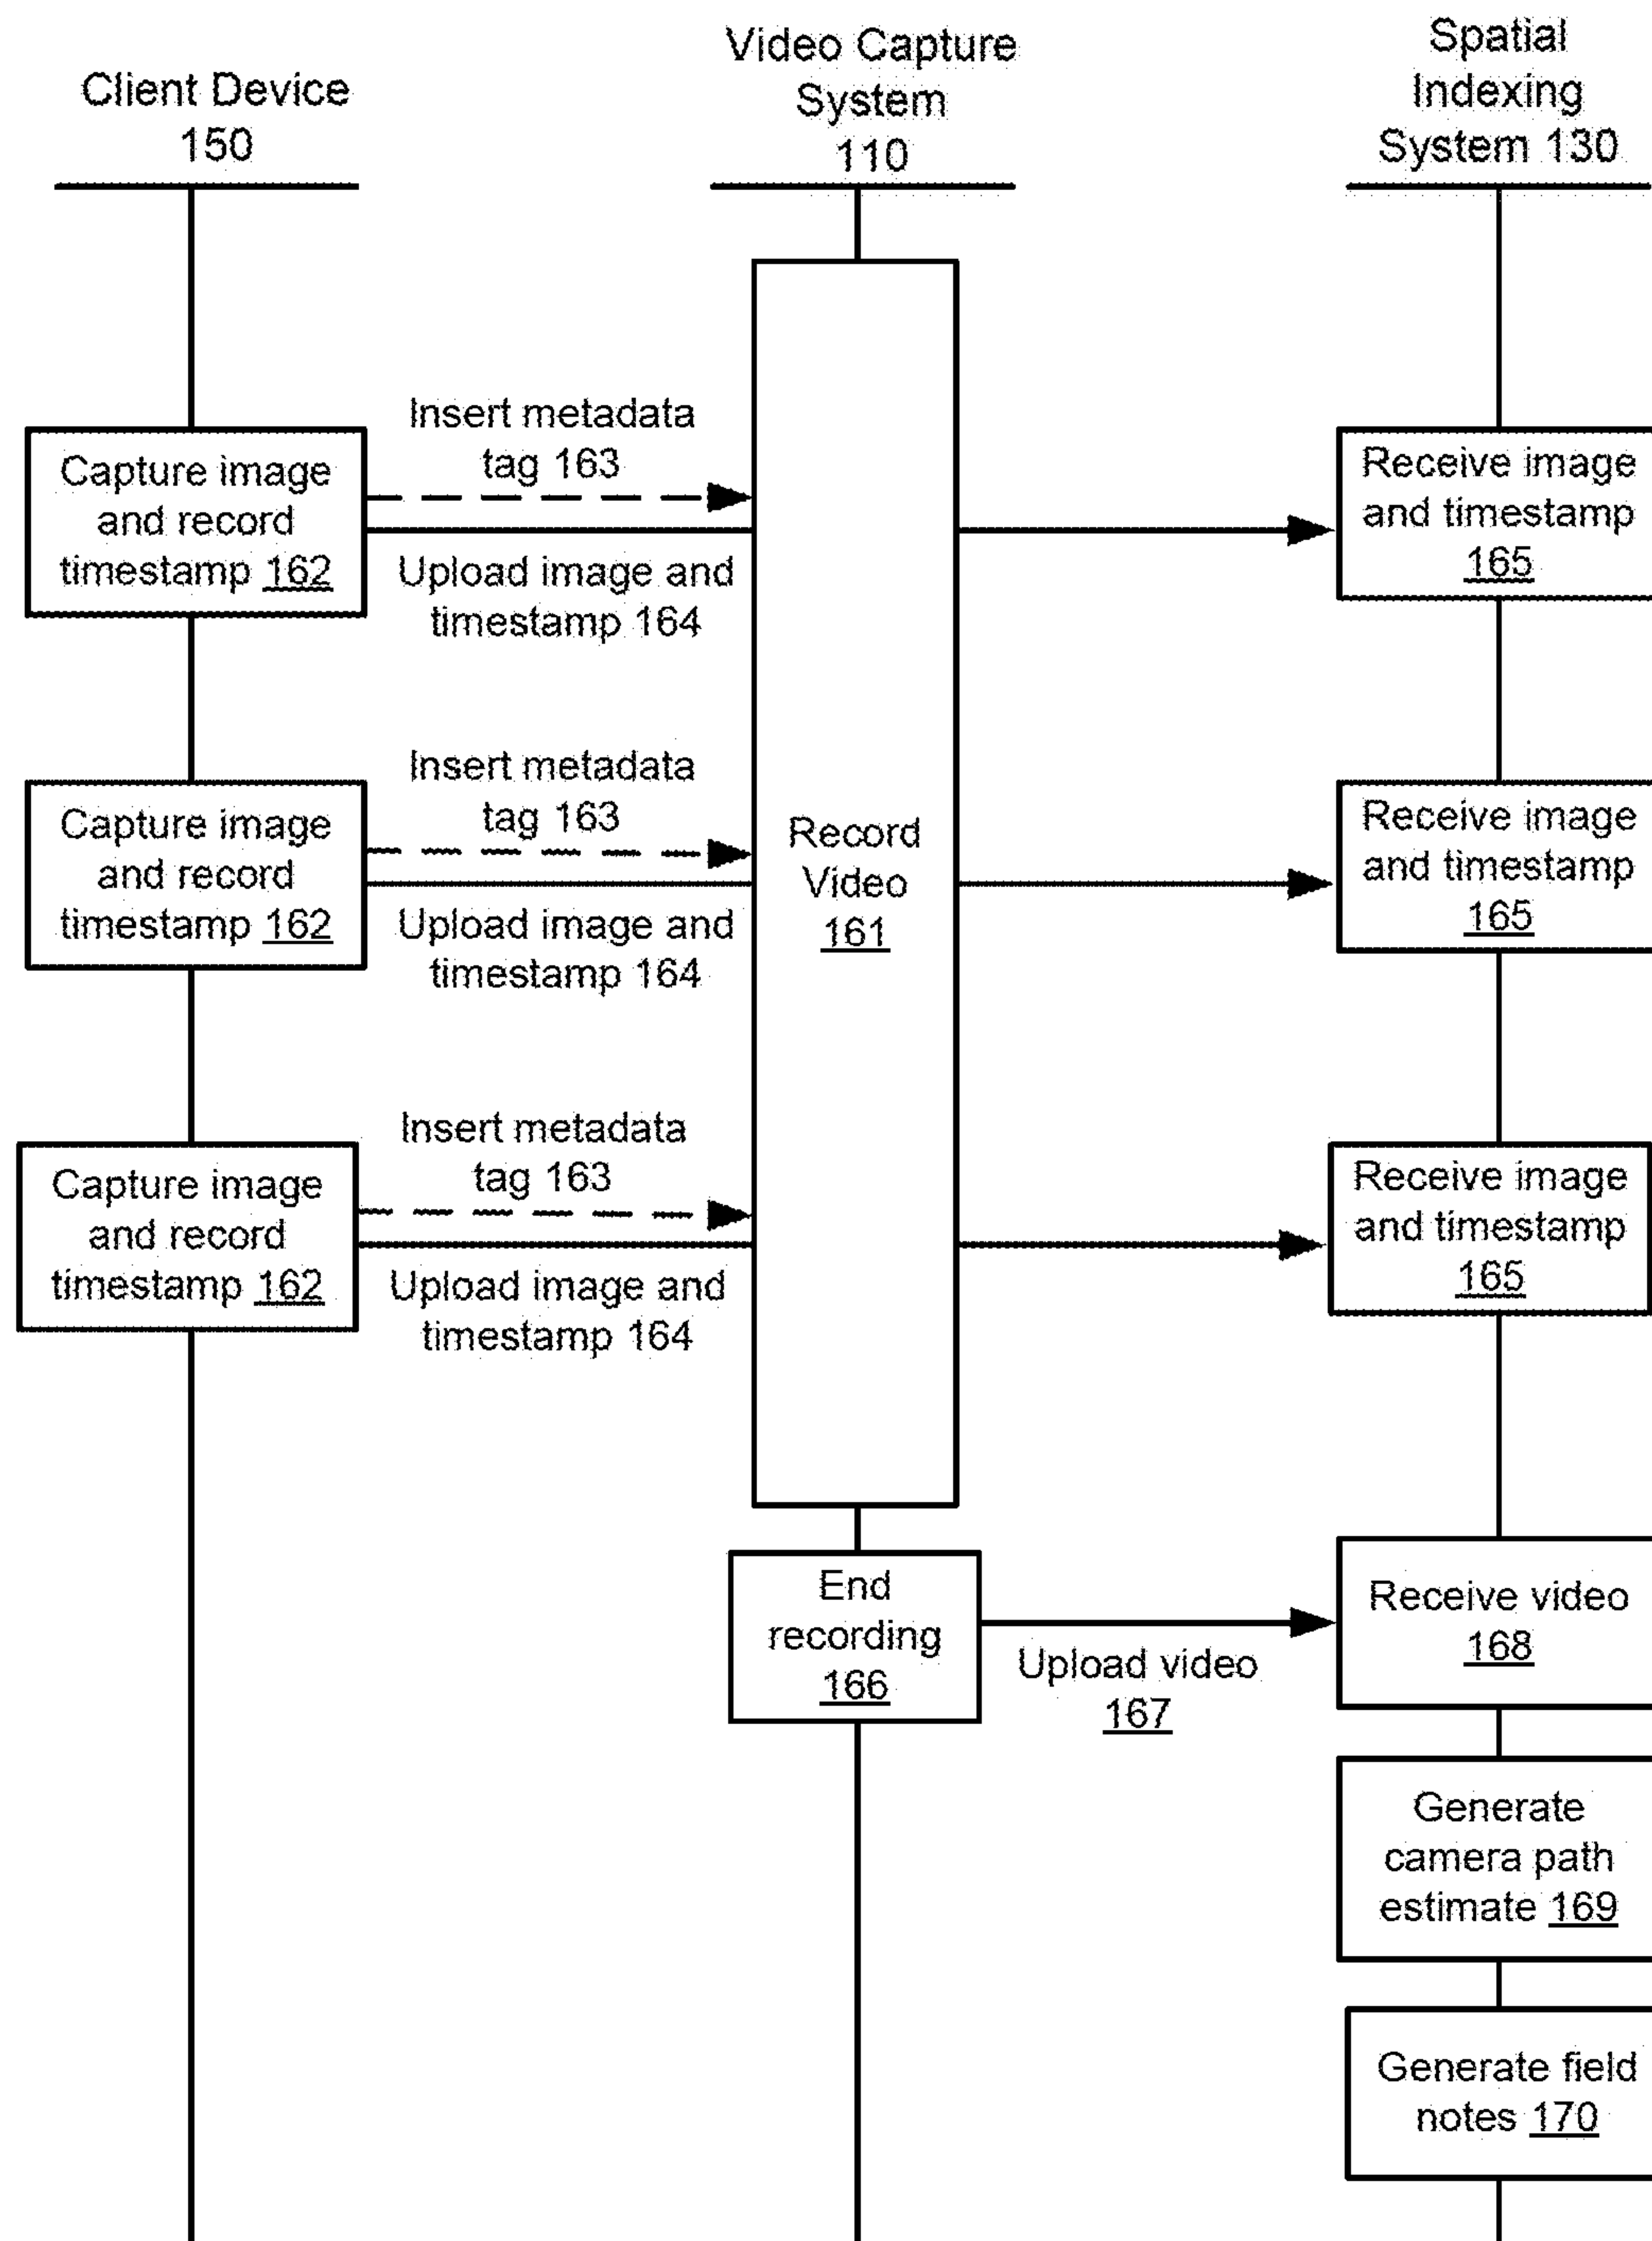 Client Device
150
Video Capture
System
110
Spatial
Indexing
System 130
Capture image
and record
timestamp 162
Insert metadata
tag 163
Upload image and
timestamp 164
Receive image
and timestamp
165
Capture image
and record
timestamp 162
Insert metadata
tag 163
Upload image and
timestamp 164
Record
Video
161
Receive image
and timestamp
165
Capture image
and record
timestamp 162
Insert metadata
tag 163
Upload image and
timestamp 164
Receive image
and timestamp
165
End
recording
166
Upload video
167
Receive video
168
Generate
camera path
estimate 169
Generate field
notes 170